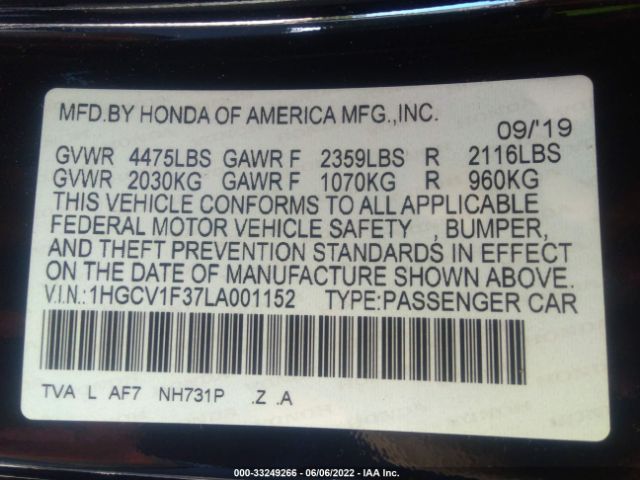 MFD.BY HONDA OF AMERICA MFG.,INC.
09/'19
GVWR 4475LBS GAWR F 2359LBS R 2116LBS
GVWR 2030KG GAWR F 1070KG R 960KG
THIS VEHICLE CONFORMS TO ALL APPLICABLE
FEDERAL MOTOR VEHICLE SAFETY , BUMPER,
AND THEFT PREVENTION STANDARDS IN EFFECT
ON THE DATE OF MANUFACTURE SHOWN ABOVE.
V.I.N.:1HGCV1F37LA001152 TYPE:PASSENGER CAR
TVA L AF7 NH731P .Z .A
000-33249266 - 06/06/2022 - IAA Inc.